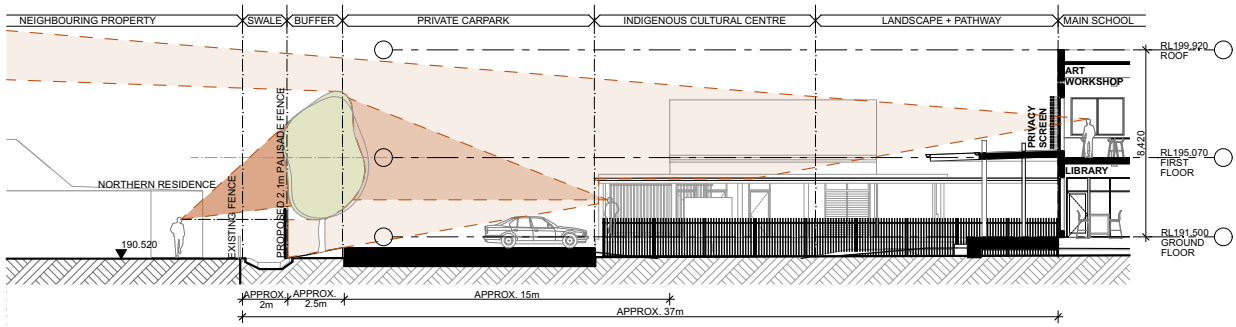 NEIGHBOURING PROPERTY
SWALE
BUFFER
PRIVATE CARPARK
INDIGENOUS CULTURAL CENTRE
LANDSCAPE + PATHWAY
MAIN SCHOOL
RL199,920
ROOF
ART
WORKSHOP
PRIVACY
SCREEN
8,420
RL195,070
FIRST
FLOOR
LIBRARY
NORTHERN RESIDENCE
EXISTING FENCE
PROPOSED 2.1m PALISADE FENCE
190.520
RL191,500
GROUND
FLOOR
APPROX.
2m
APPROX.
2.5m
APPROX. 15m
APPROX. 37m